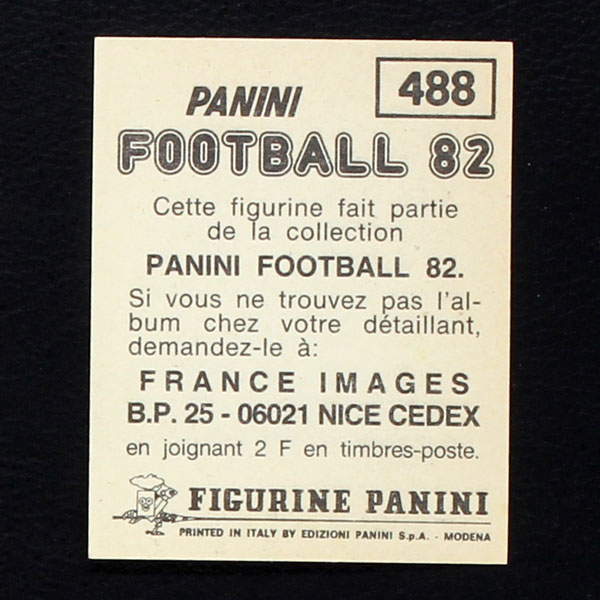 488
PANINI
FOOTBALL 82
Cette figurine fait partie
de la collection
PANINI FOOTBALL 82.
Si vous ne trouvez pas l'al-
bum chez votre détaillant,
demandez-le à:
FRANCE IMAGES
B.P. 25 - 06021 NICE CEDEX
en joignant 2 F en timbres-poste.
FIGURINE PANINI
PRINTED IN ITALY BY EDIZIONI PANINI S.p.A. - MODENA